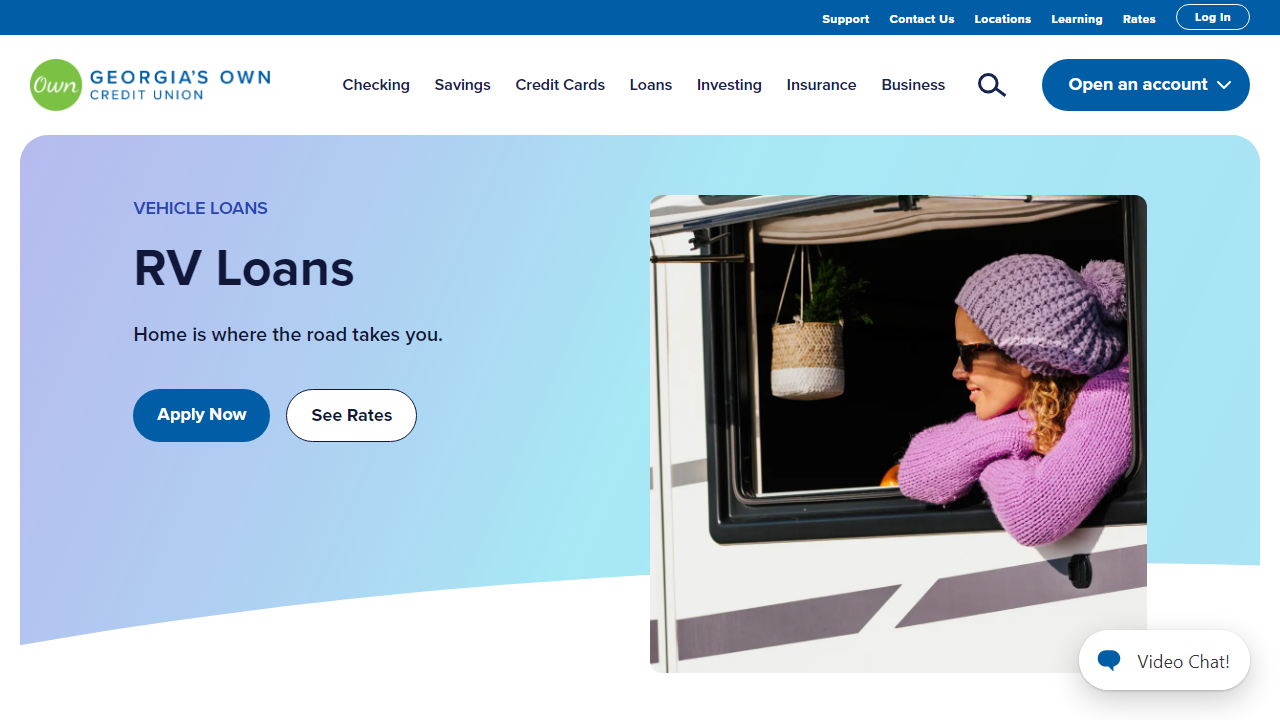 Support Contact Us Locations Learning Rates Log In
Own GEORGIA'S OWN
CREDIT UNION
Checking Savings Credit Cards Loans Investing Insurance Business Open an account
VEHICLE LOANS
RV Loans
Home is where the road takes you.
Apply Now See Rates
Video Chat!